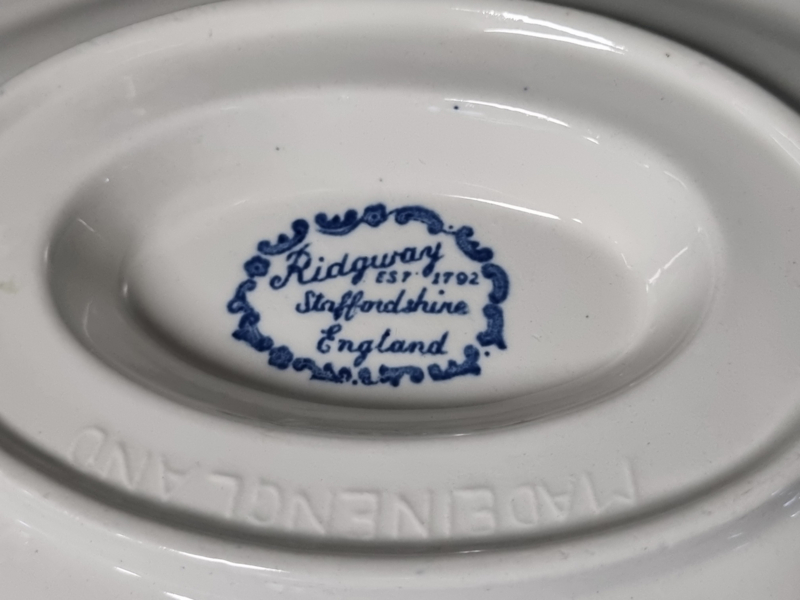 Ridgway
EST. 1792
Staffordshire
England
MADE IN ENGLAND